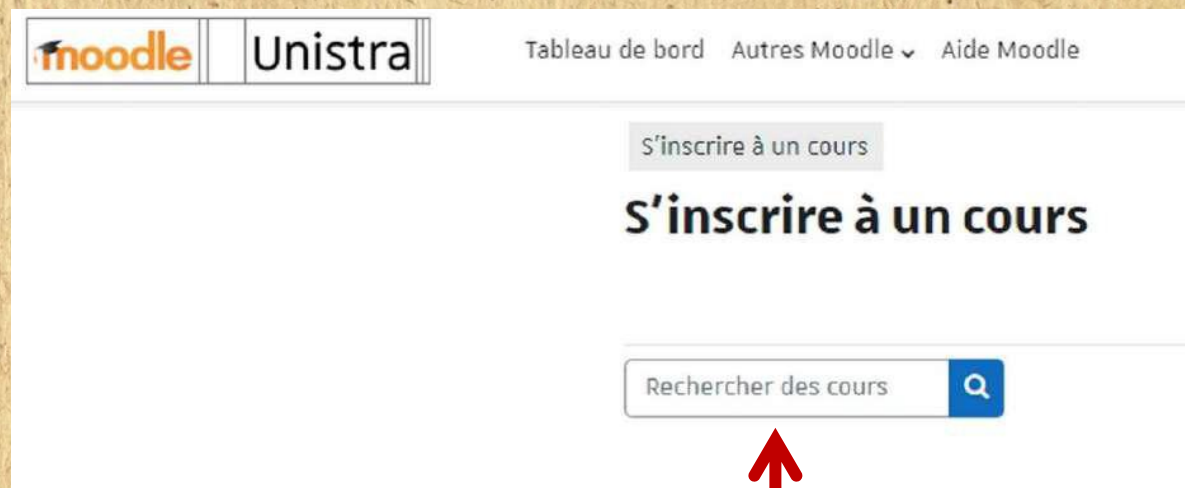 moodle Unistra Tableau de bord Autres Moodle Aide Moodle
S'inscrire à un cours
S'inscrire à un cours
Rechercher des cours